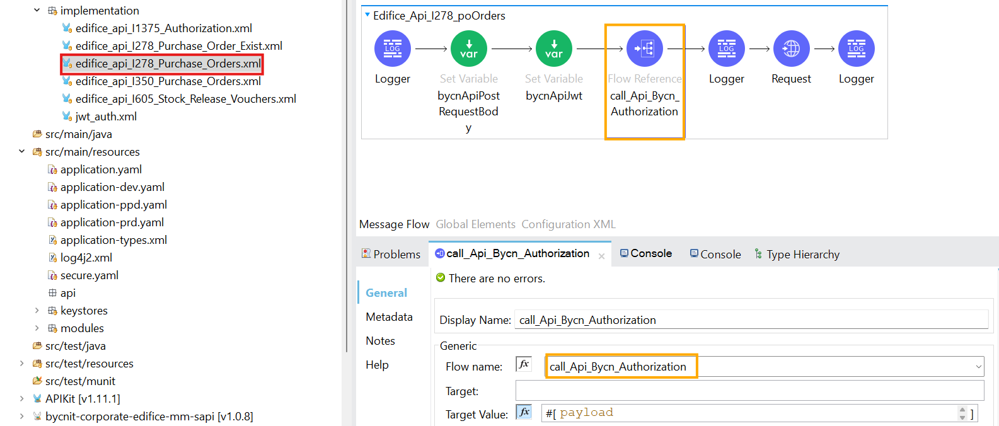 implementation
edifice_api_I1375_Authorization.xml
edifice_api_I278_Purchase_Order_Exist.xml
edifice_api_I278_Purchase_Orders.xml
edifice_api_I350_Purchase_Orders.xml
edifice_api_I605_Stock_Release_Vouchers.xml
jwt_auth.xml
src/main/java
src/main/resources
application.yaml
application-dev.yaml
application-ppd.yaml
application-prd.yaml
application-types.xml
log4j2.xml
secure.yaml
api
keystores
modules
src/test/java
src/test/resources
src/test/munit
APIKit [v1.11.1]
bycnit-corporate-edifice-mm-sapi [v1.0.8]
Edifice_Api_I278_poOrders
LOG
Logger
var
Set Variable
bycnApiPost
RequestBod
y
var
Set Variable
bycnApiJwt
Flow Reference
call_Api_Bycn_
Authorization
LOG
Logger
Request
LOG
Logger
Message Flow Global Elements Configuration XML
Problems call_Api_Bycn_Authorization Console Console Type Hierarchy
There are no errors.
General
Metadata
Notes
Help
Display Name: call_Api_Bycn_Authorization
Generic
Flow name: fx call_Api_Bycn_Authorization
Target:
Target Value: fx #[ payload ]